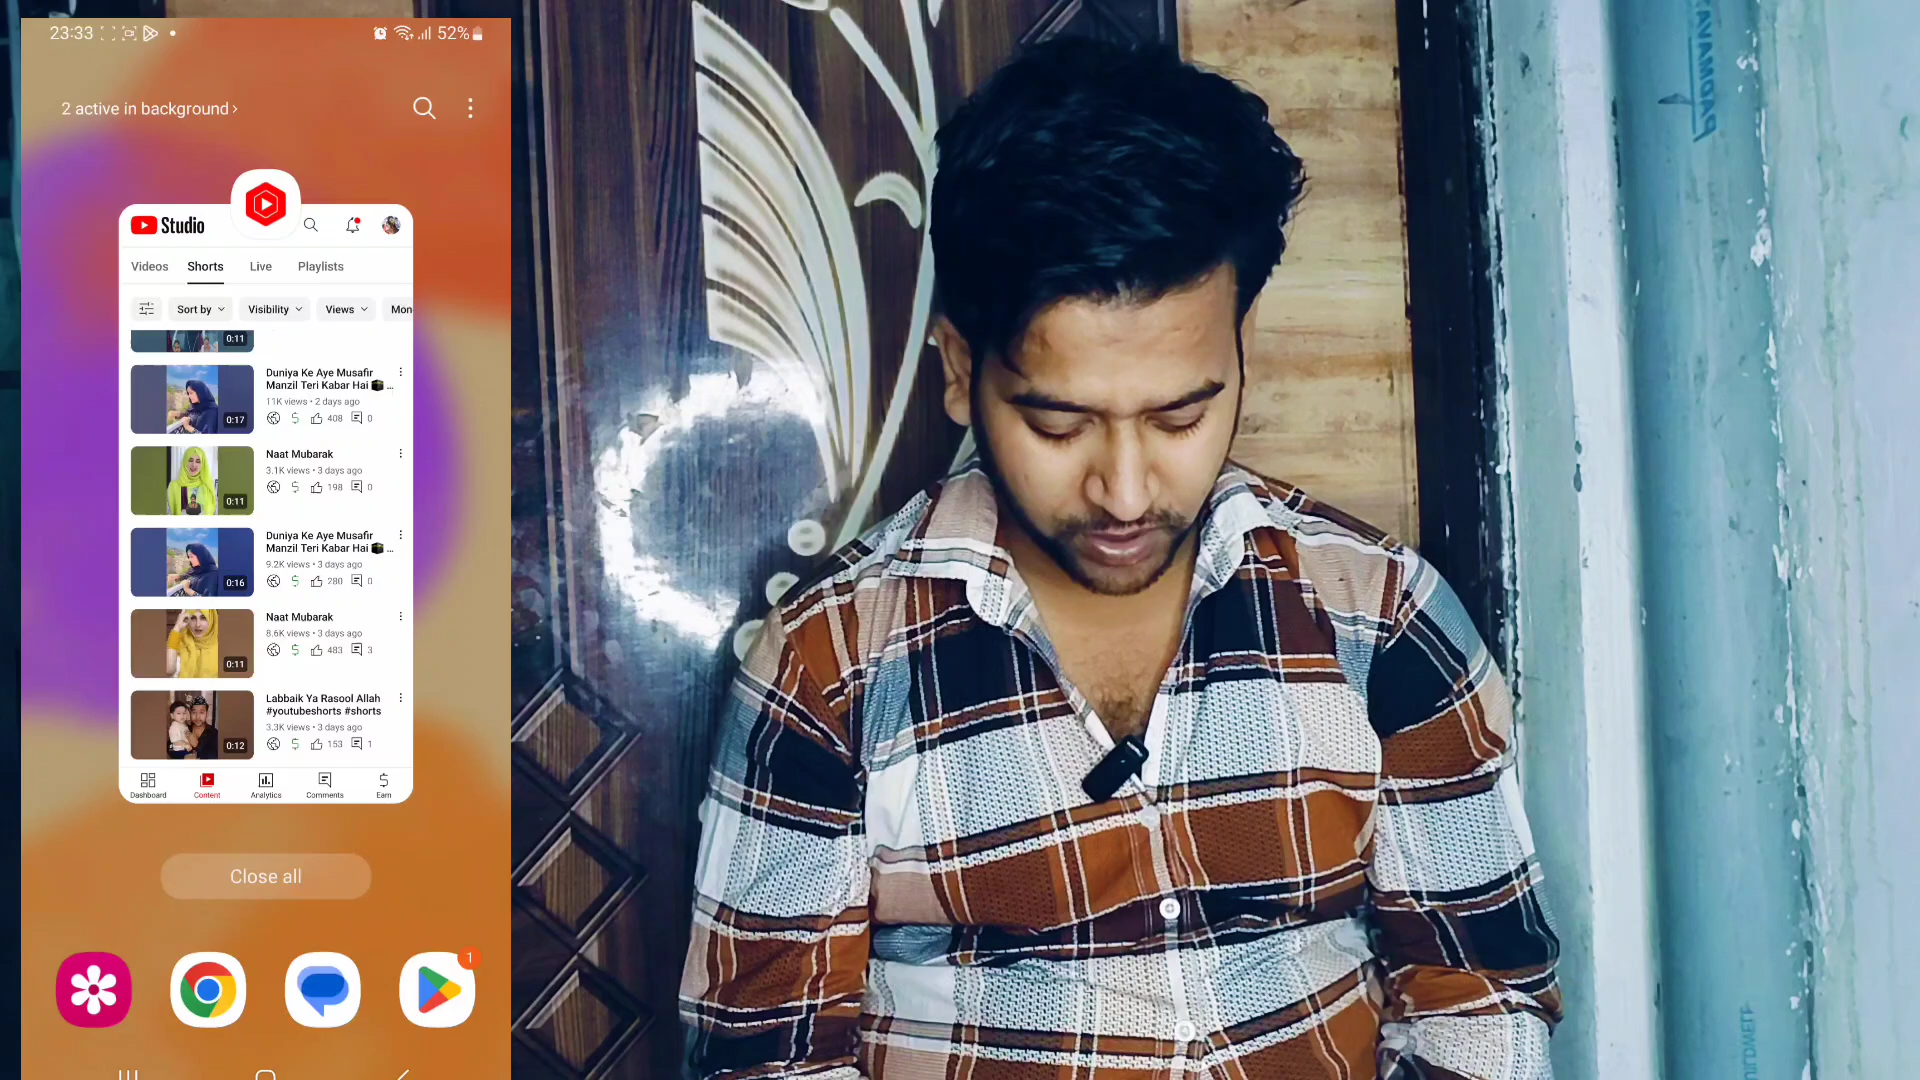 23:33
52%
2 active in background ›
Studio
Videos Shorts Live Playlists
Sort by Visibility Views Mon
0:11
Duniya Ke Aye Musafir
Manzil Teri Kabar Hai 🕋 ...
11K views • 2 days ago
408 0
0:17
Naat Mubarak
3.1K views • 3 days ago
198 0
0:11
Duniya Ke Aye Musafir
Manzil Teri Kabar Hai 🕋 ...
9.2K views • 3 days ago
280 0
0:16
Naat Mubarak
8.6K views • 3 days ago
483 3
0:11
Labbaik Ya Rasool Allah
#youtubeshorts #shorts
3.3K views • 3 days ago
153 1
0:12
Dashboard Content Analytics Comments Earn
Close all
1